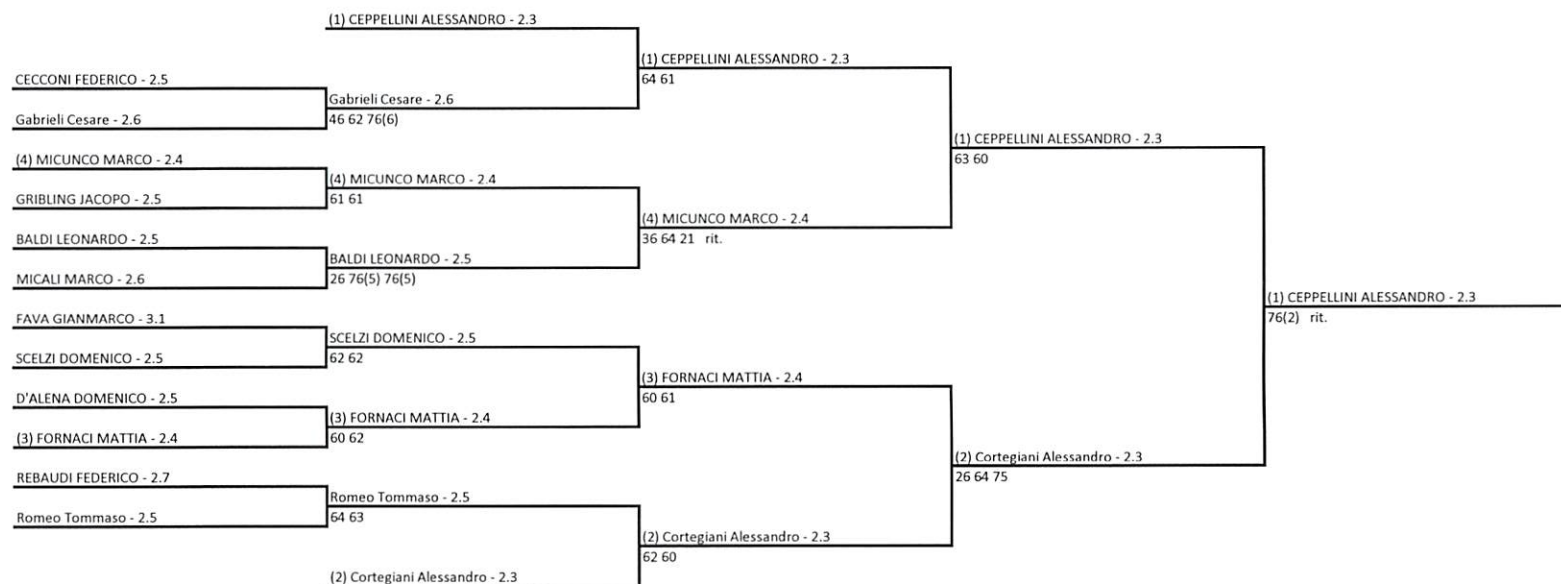 (1) CEPPELLINI ALESSANDRO - 2.3
(1) CEPPELLINI ALESSANDRO - 2.3
64 61
CECCONI FEDERICO - 2.5
Gabrieli Cesare - 2.6
46 62 76(6)
Gabrieli Cesare - 2.6
(1) CEPPELLINI ALESSANDRO - 2.3
63 60
(4) MICUNCO MARCO - 2.4
(4) MICUNCO MARCO - 2.4
61 61
GRIBLING JACOPO - 2.5
(4) MICUNCO MARCO - 2.4
36 64 21 rit.
BALDI LEONARDO - 2.5
BALDI LEONARDO - 2.5
26 76(5) 76(5)
MICALI MARCO - 2.6
(1) CEPPELLINI ALESSANDRO - 2.3
76(2) rit.
FAVA GIANMARCO - 3.1
SCELZI DOMENICO - 2.5
62 62
SCELZI DOMENICO - 2.5
(3) FORNACI MATTIA - 2.4
60 61
D'ALENA DOMENICO - 2.5
(3) FORNACI MATTIA - 2.4
60 62
(3) FORNACI MATTIA - 2.4
(2) Cortegiani Alessandro - 2.3
26 64 75
REBAUDI FEDERICO - 2.7
Romeo Tommaso - 2.5
64 63
Romeo Tommaso - 2.5
(2) Cortegiani Alessandro - 2.3
62 60
(2) Cortegiani Alessandro - 2.3